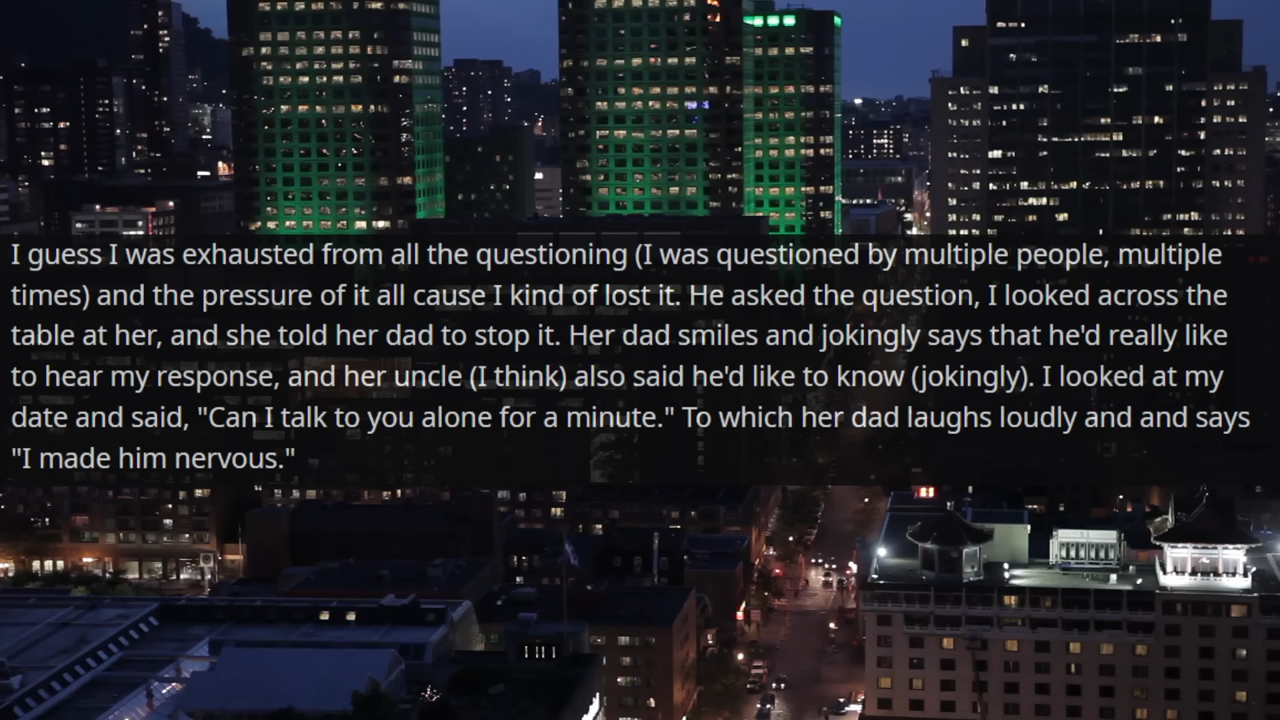 I guess I was exhausted from all the questioning (I was questioned by multiple people, multiple
times) and the pressure of it all cause I kind of lost it. He asked the question, I looked across the
table at her, and she told her dad to stop it. Her dad smiles and jokingly says that he'd really like
to hear my response, and her uncle (I think) also said he'd like to know (jokingly). I looked at my
date and said, "Can I talk to you alone for a minute." To which her dad laughs loudly and and says
"I made him nervous."